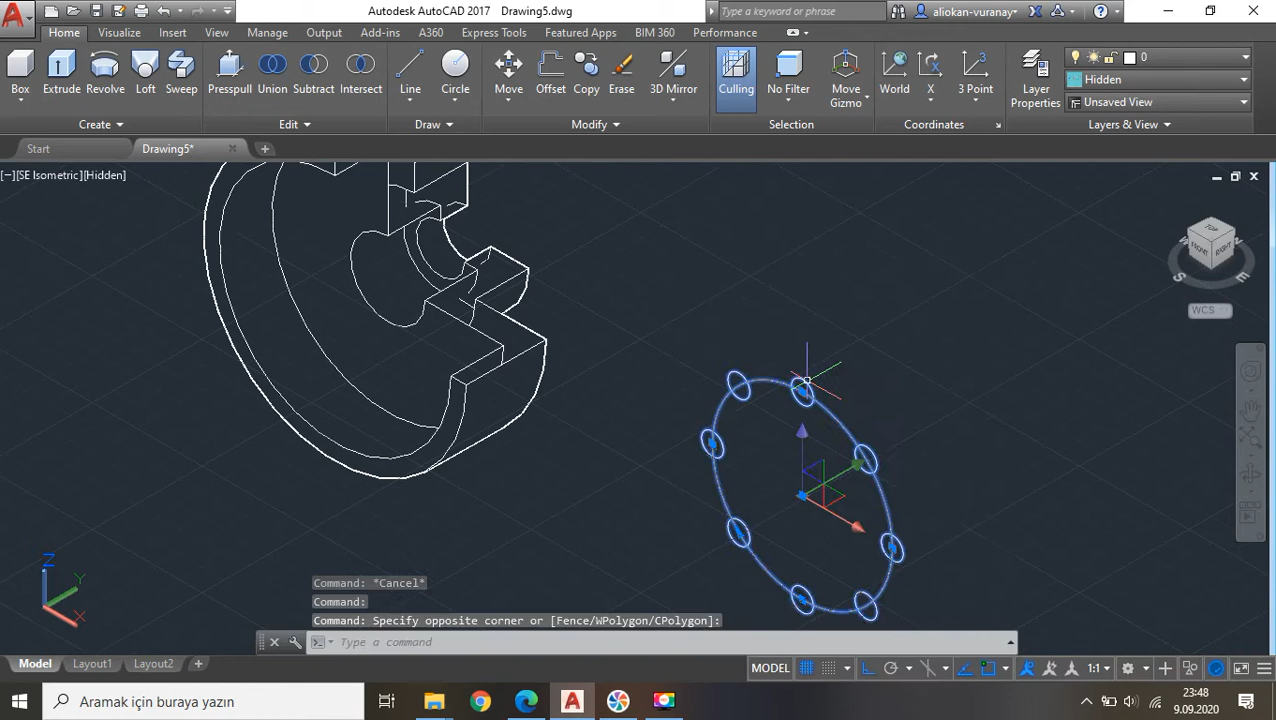 Autodesk AutoCAD 2017 Drawing5.dwg
Type a keyword or phrase
aliokan-vuranay
Home Visualize Insert View Manage Output Add-ins A360 Express Tools Featured Apps BIM 360 Performance
Box Extrude Revolve Loft Sweep Presspull Union Subtract Intersect Line Circle Move Offset Copy Erase 3D Mirror Culling No Filter Move Gizmo World X 3 Point Layer Properties
0
Hidden
Unsaved View
Create Edit Draw Modify Selection Coordinates Layers & View
Start Drawing5*
[−][SE Isometric][Hidden]
TOP
FRONT RIGHT
S E
WCS
Z
Y
X
Command: *Cancel*
Command:
Command: Specify opposite corner or [Fence/WPolygon/CPolygon]:
Type a command
Model Layout1 Layout2
MODEL 1:1
Aramak için buraya yazın
23:48
9.09.2020